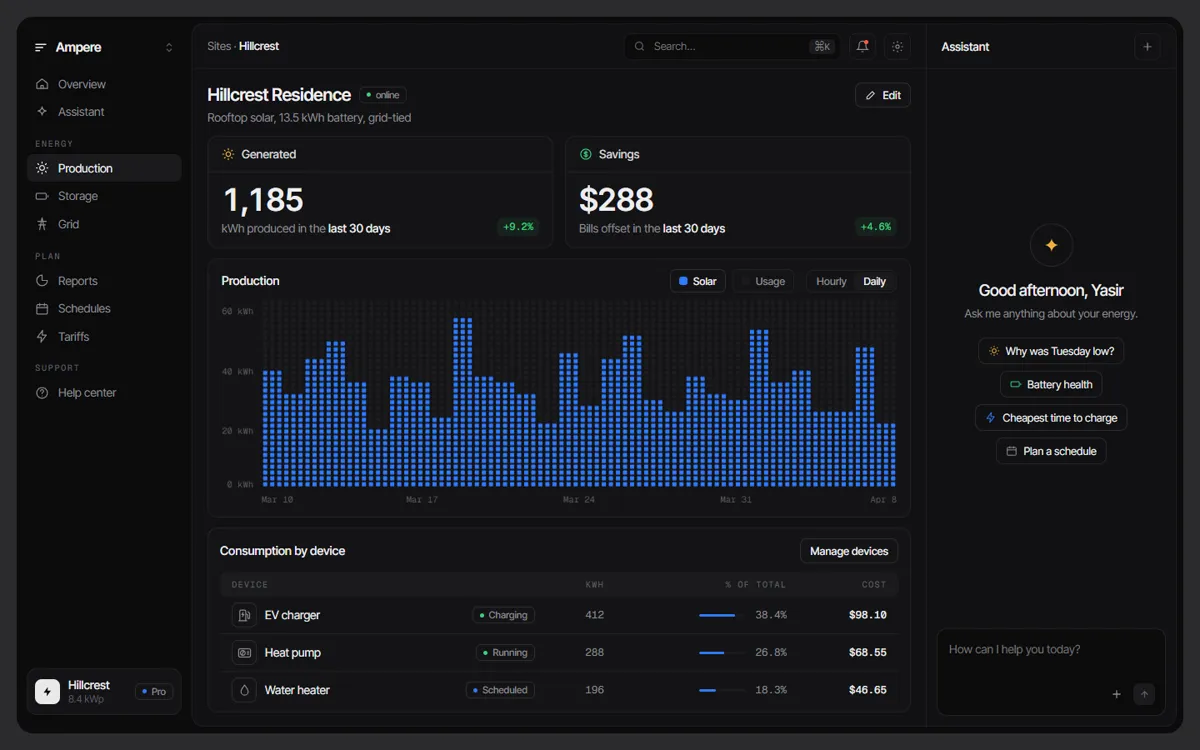 Ampere
Overview
Assistant
ENERGY
Production
Storage
Grid
PLAN
Reports
Schedules
Tariffs
SUPPORT
Help center
Hillcrest
8.4 kWp
Pro
Sites · Hillcrest
Search...
⌘K
Hillcrest Residence
online
Edit
Rooftop solar, 13.5 kWh battery, grid-tied
Generated
1,185
kWh produced in the last 30 days
+9.2%
Savings
$288
Bills offset in the last 30 days
+4.6%
Production
Solar
Usage
Hourly
Daily
60 kWh
40 kWh
20 kWh
0 kWh
Mar 10
Mar 17
Mar 24
Mar 31
Apr 8
Consumption by device
Manage devices
DEVICE KWH % OF TOTAL COST
EV charger Charging 412 38.4% $98.10
Heat pump Running 288 26.8% $68.55
Water heater Scheduled 196 18.3% $46.65
Assistant
Good afternoon, Yasir
Ask me anything about your energy.
Why was Tuesday low?
Battery health
Cheapest time to charge
Plan a schedule
How can I help you today?